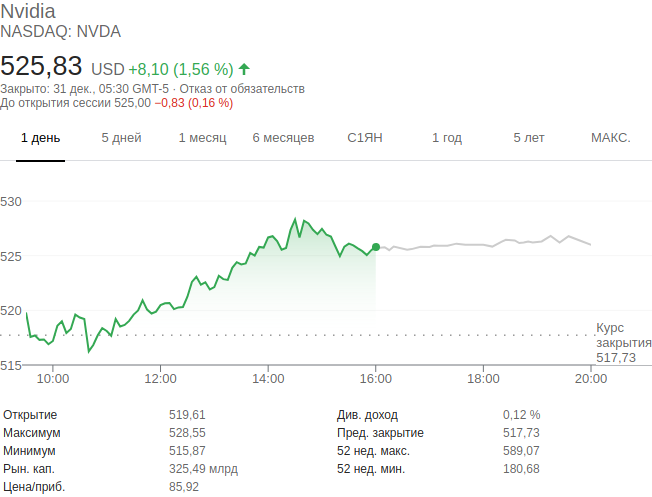 Nvidia
NASDAQ: NVDA
525,83 USD +8,10 (1,56 %)
Закрыто: 31 дек., 05:30 GMT-5 · Отказ от обязательств
До открытия сессии 525,00 −0,83 (0,16 %)
1 день 5 дней 1 месяц 6 месяцев С1ЯН 1 год 5 лет МАКС.
530
525
520
Курс
закрытия
517,73
515
10:00 12:00 14:00 16:00 18:00 20:00
Открытие 519,61 Див. доход 0,12 %
Максимум 528,55 Пред. закрытие 517,73
Минимум 515,87 52 нед. макс. 589,07
Рын. кап. 325,49 млрд 52 нед. мин. 180,68
Цена/приб. 85,92